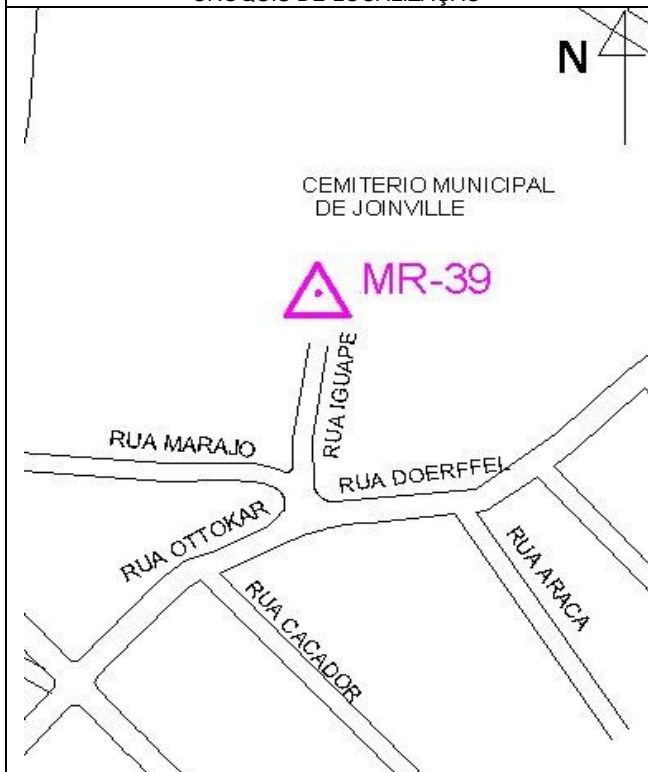 N
CEMITERIO MUNICIPAL
DE JOINVILLE
MR-39
RUA IGUAPE
RUA MARAJO
RUA DOERFFEL
RUA OTTOKAR
RUA ARACA
RUA CACADOR